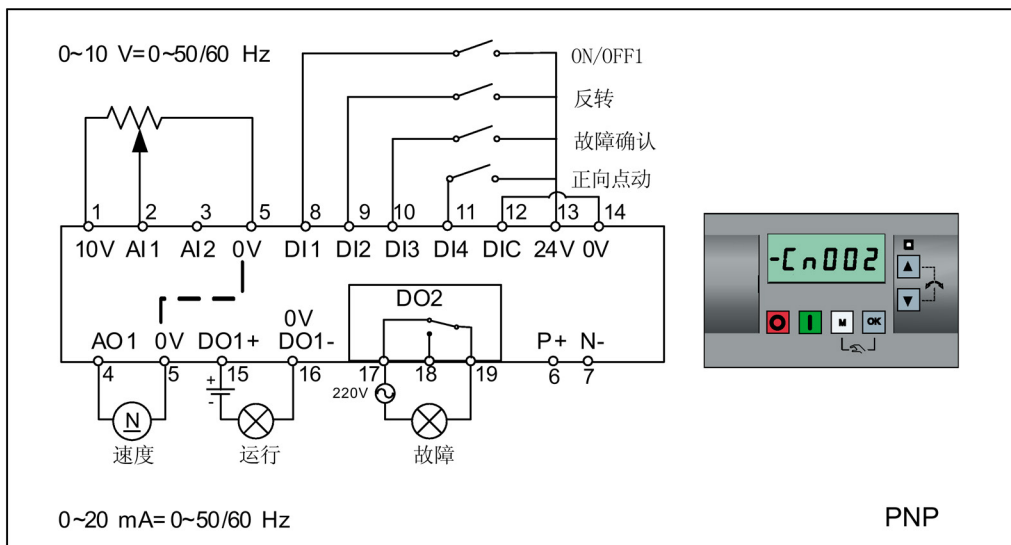 0~10 V=0~50/60 Hz
ON/OFF1
反转
故障确认
正向点动
1 2 3 5 8 9 10 11 12 13 14
10V AI1 AI2 0V DI1 DI2 DI3 DI4 DIC 24V 0V
-Cn002
DO2
0V
AO1 0V DO1+ DO1- P+ N-
M OK
4 5 15 16 17 18 19 6 7
+
-
220V
N
速度 运行 故障
0~20 mA=0~50/60 Hz
PNP